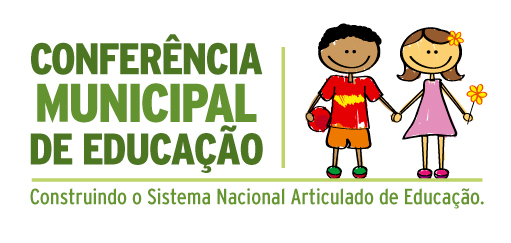 CONFERÊNCIA
MUNICIPAL
DE EDUCAÇÃO
Construindo o Sistema Nacional Articulado de Educação.